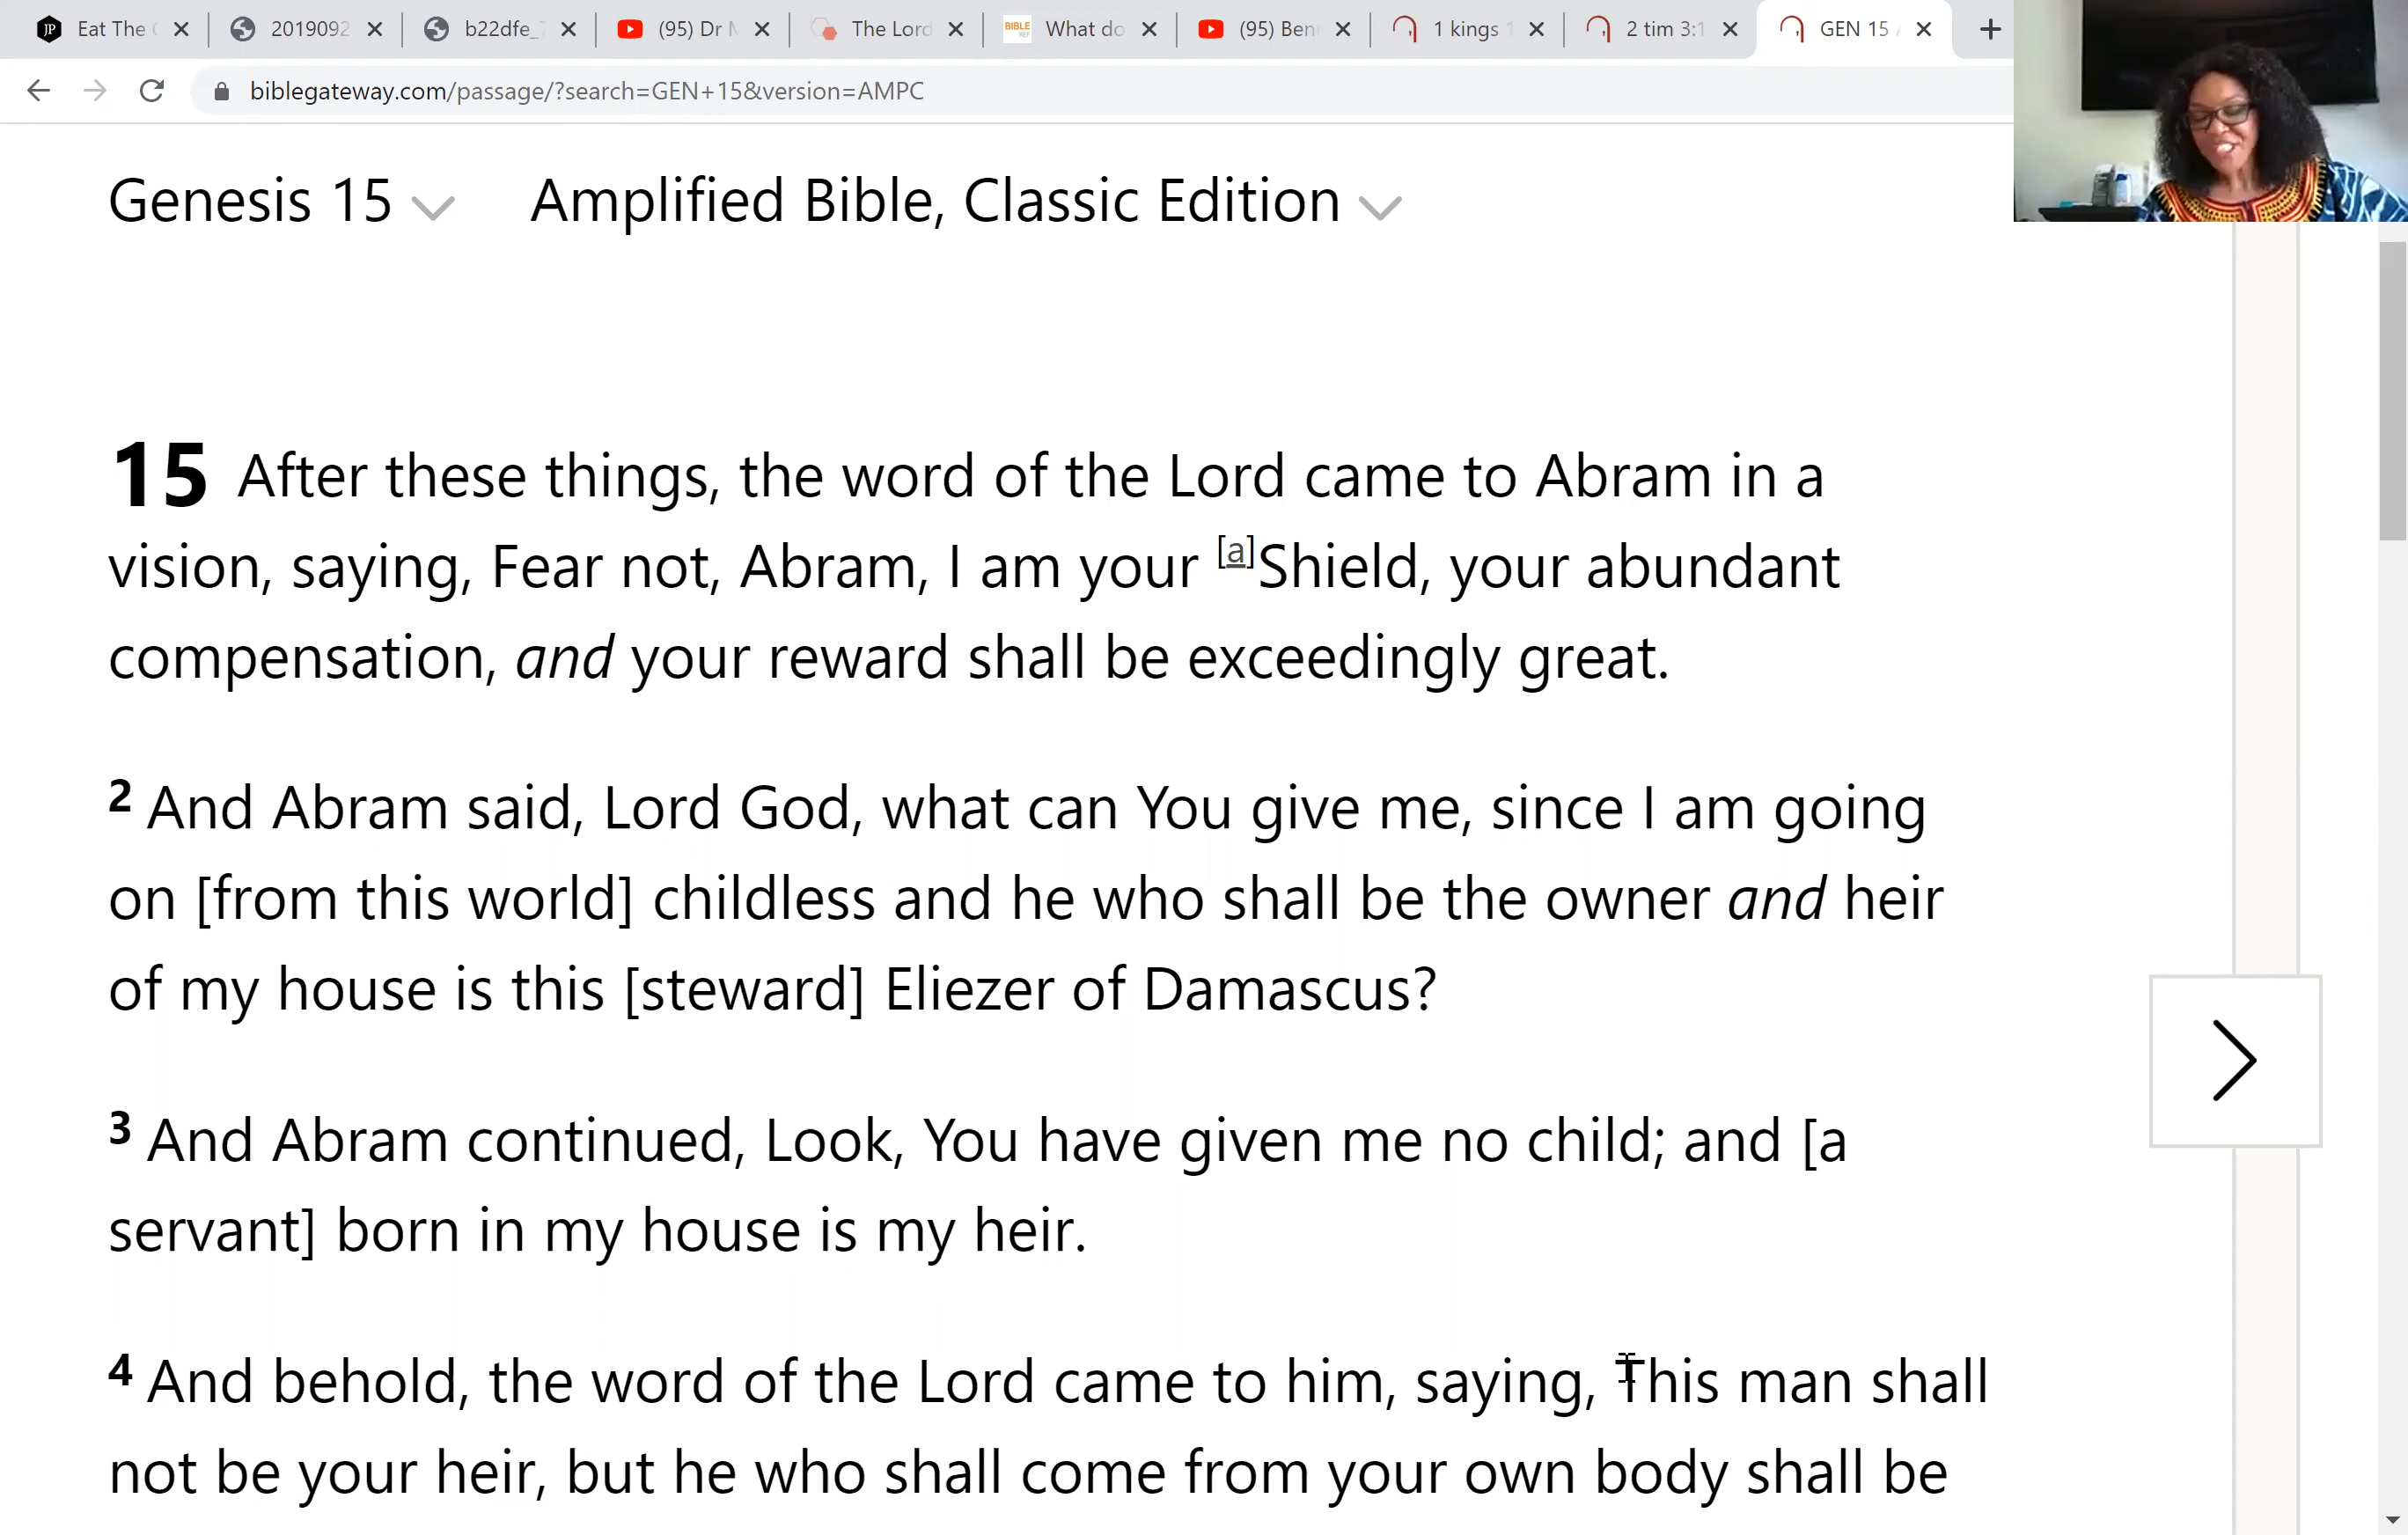 Eat The 2019092 b22dfe_ (95) Dr The Lord What do (95) Ben 1 kings 2 tim 3:1 GEN 15
biblegateway.com/passage/?search=GEN+15&version=AMPC
Genesis 15 Amplified Bible, Classic Edition
15 After these things, the word of the Lord came to Abram in a
vision, saying, Fear not, Abram, I am your [a]Shield, your abundant
compensation, and your reward shall be exceedingly great.
2 And Abram said, Lord God, what can You give me, since I am going
on [from this world] childless and he who shall be the owner and heir
of my house is this [steward] Eliezer of Damascus?
3 And Abram continued, Look, You have given me no child; and [a
servant] born in my house is my heir.
4 And behold, the word of the Lord came to him, saying, This man shall
not be your heir, but he who shall come from your own body shall be